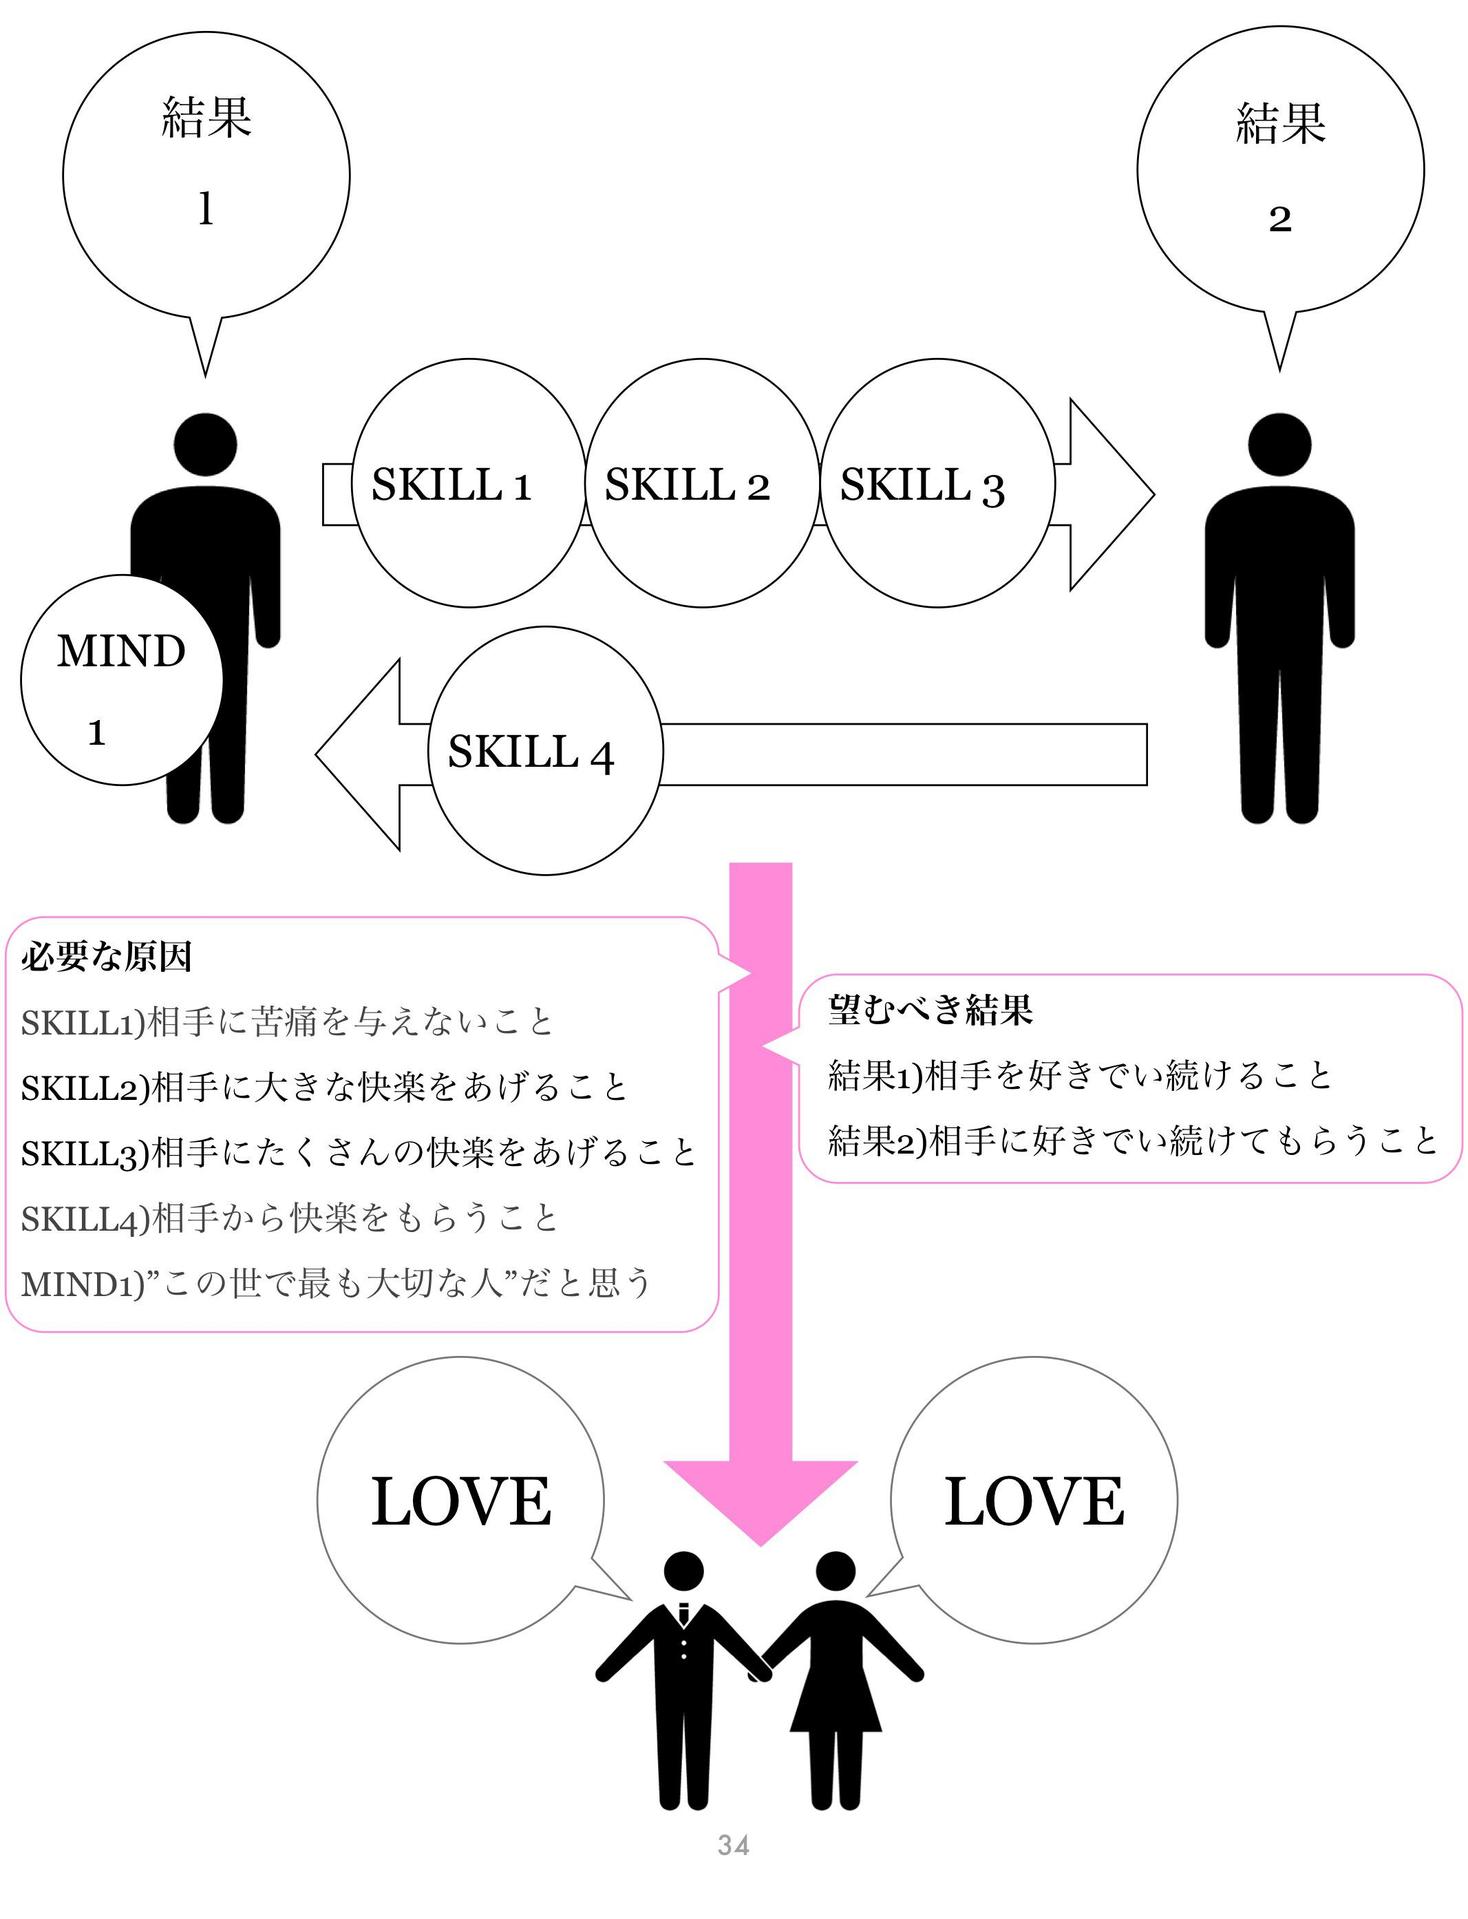 結果
1
結果
2
SKILL 1
SKILL 2
SKILL 3
MIND
1
SKILL 4
必要な原因
SKILL1)相手に苦痛を与えないこと
SKILL2)相手に大きな快楽をあげること
SKILL3)相手にたくさんの快楽をあげること
SKILL4)相手から快楽をもらうこと
MIND1)”この世で最も大切な人”だと思う
望むべき結果
結果1)相手を好きでい続けること
結果2)相手に好きでい続けてもらうこと
LOVE
LOVE
34